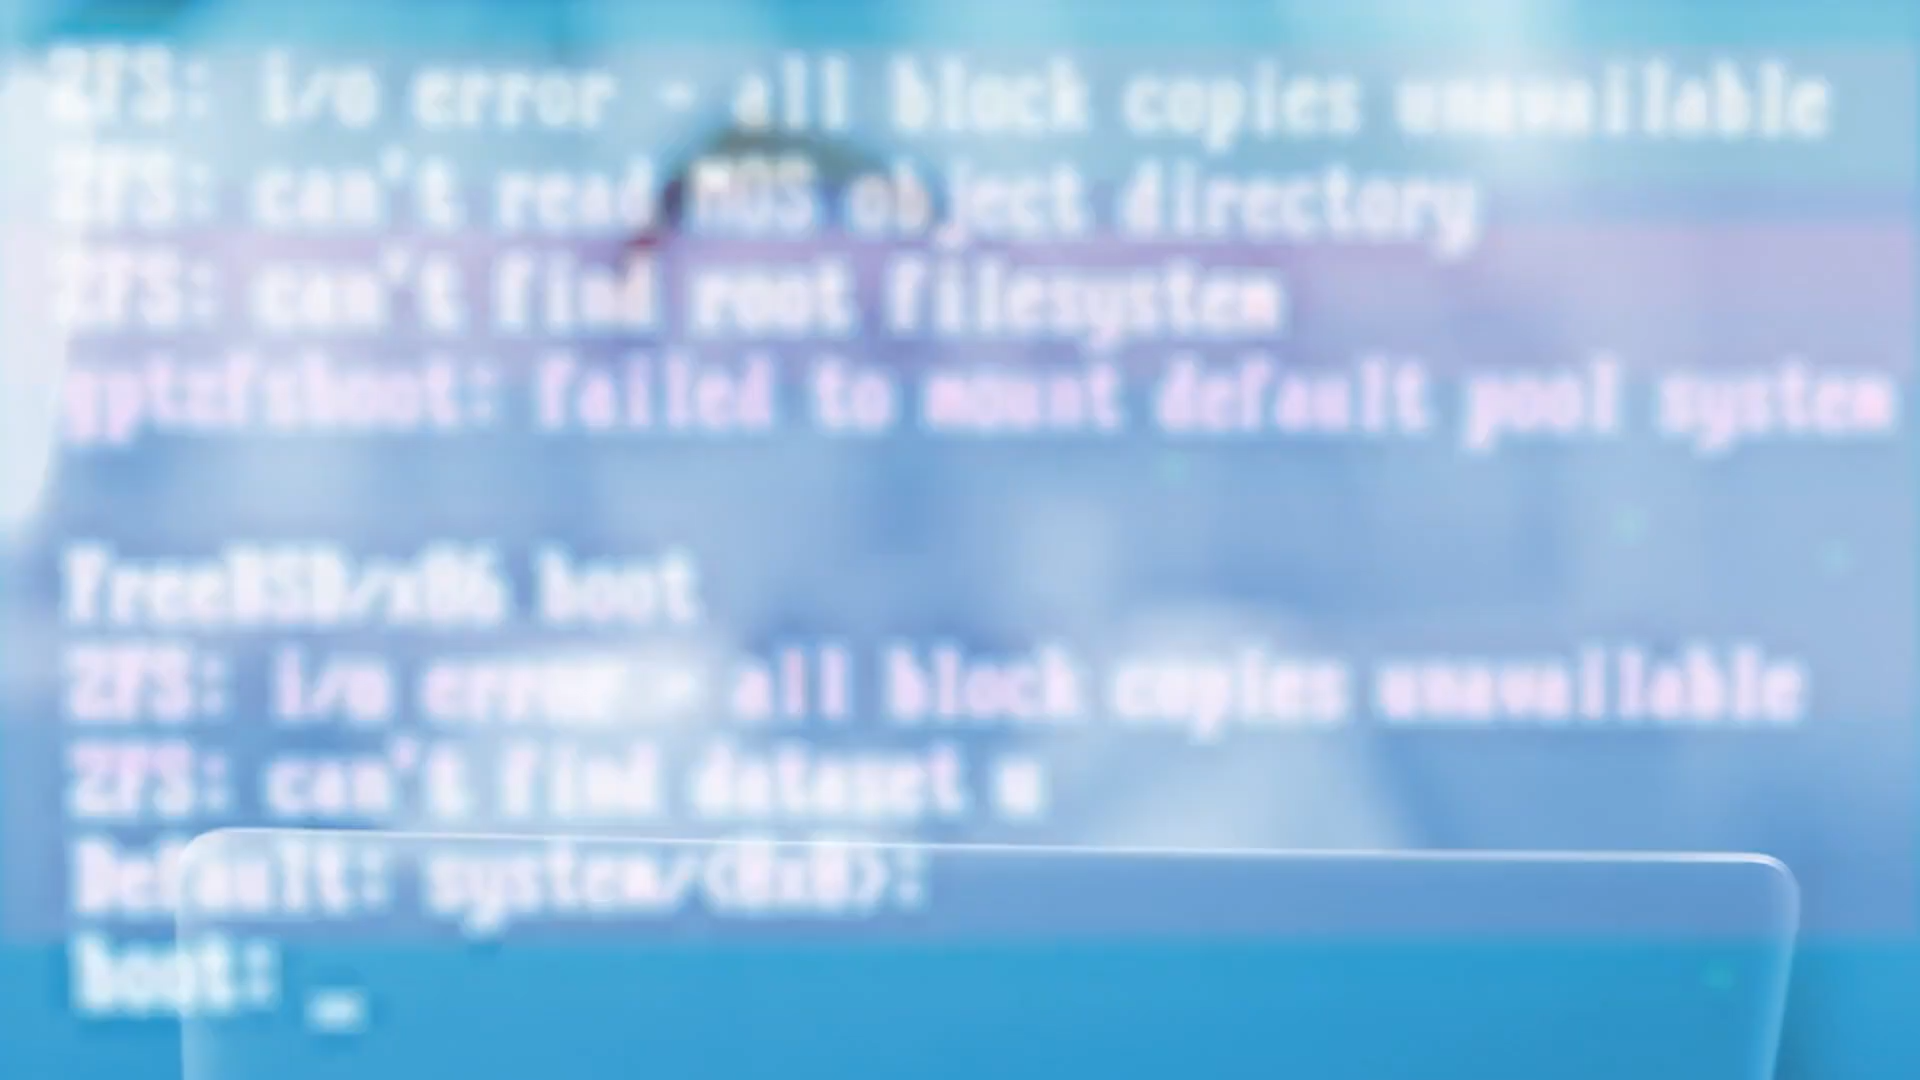 ZFS: i/o error - all block copies unavailable
ZFS: can't read MOS object directory
ZFS: can't find root filesystem
gptzfsboot: failed to mount default pool system
FreeBSD/x86 boot
ZFS: i/o error - all block copies unavailable
ZFS: can't find dataset u
Default: system/<0x0>:
boot: _